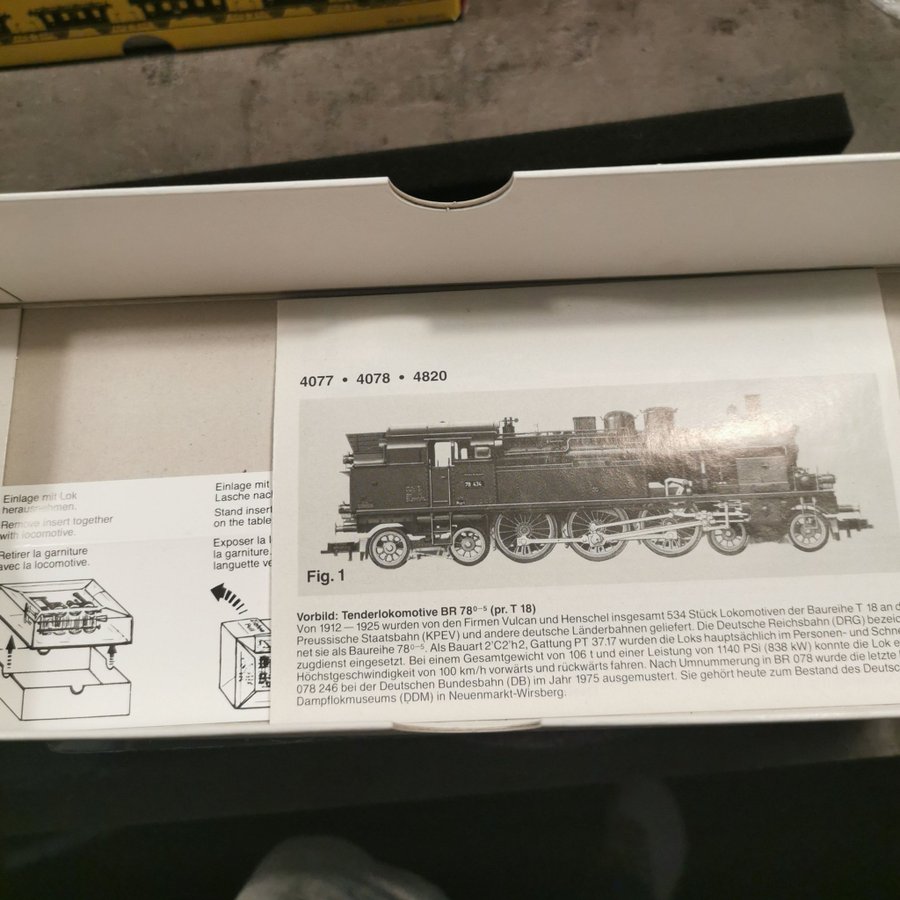 4077 • 4078 • 4820
78 434
Fig. 1
Vorbild: Tenderlokomotive BR 78⁰⁻⁵ (pr. T 18)
Von 1912 — 1925 wurden von den Firmen Vulcan und Henschel insgesamt 534 Stück Lokomotiven der Baureihe T 18 an d
Preussische Staatsbahn (KPEV) und andere deutsche Länderbahnen geliefert. Die Deutsche Reichsbahn (DRG) bezeic
net sie als Baureihe 78⁰⁻⁵. Als Bauart 2'C2'h2, Gattung PT 37.17 wurden die Loks hauptsächlich im Personen- und Schne
zugdienst eingesetzt. Bei einem Gesamtgewicht von 106 t und einer Leistung von 1140 PSi (838 kW) konnte die Lok e
Höchstgeschwindigkeit von 100 km/h vorwärts und rückwärts fahren. Nach Umnummerung in BR 078 wurde die letzte
078 246 bei der Deutschen Bundesbahn (DB) im Jahr 1975 ausgemustert. Sie gehört heute zum Bestand des Deutsc
Dampflokmuseums (DDM) in Neuenmarkt-Wirsberg.
Einlage mit Lok
herausnehmen.
Remove insert together
with locomotive.
Retirer la garniture
avec la locomotive.
Einlage mit
Lasche nach
Stand insert
on the table
Exposer la l
la garniture.
languette ve